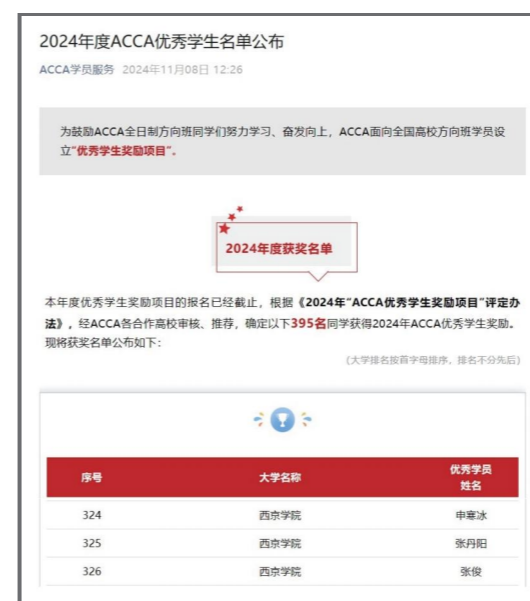 2024年度ACCA优秀学生名单公布
ACCA学员服务 2024年11月08日 12:26
为鼓励ACCA全日制方向班同学们努力学习、奋发向上，ACCA面向全国高校方向班学员设
立"优秀学生奖励项目"。
2024年度获奖名单
本年度优秀学生奖励项目的报名已经截止，根据《2024年"ACCA优秀学生奖励项目"评定办
法》，经ACCA各合作高校审核、推荐，确定以下395名同学获得2024年ACCA优秀学生奖励。
现将获奖名单公布如下：
(大学排名按首字母排序，排名不分先后)
序号 大学名称 优秀学员
姓名
324 西京学院 申寒冰
325 西京学院 张丹阳
326 西京学院 张俊